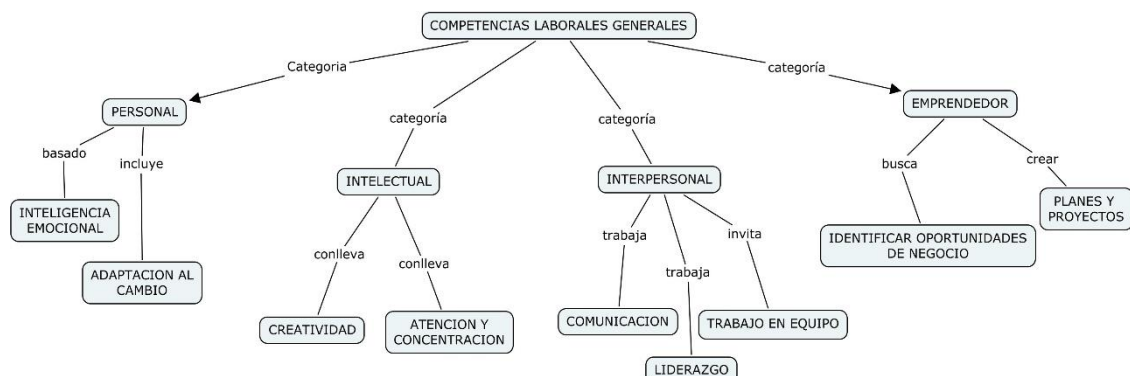 COMPETENCIAS LABORALES GENERALES
Categoria
categoría
categoría
categoría
PERSONAL
EMPRENDEDOR
basado
incluye
busca
crear
INTELECTUAL
INTERPERSONAL
INTELIGENCIA
EMOCIONAL
PLANES Y
PROYECTOS
trabaja
invita
IDENTIFICAR OPORTUNIDADES
DE NEGOCIO
conlleva
conlleva
trabaja
ADAPTACION AL
CAMBIO
CREATIVIDAD
ATENCION Y
CONCENTRACION
COMUNICACION
TRABAJO EN EQUIPO
LIDERAZGO